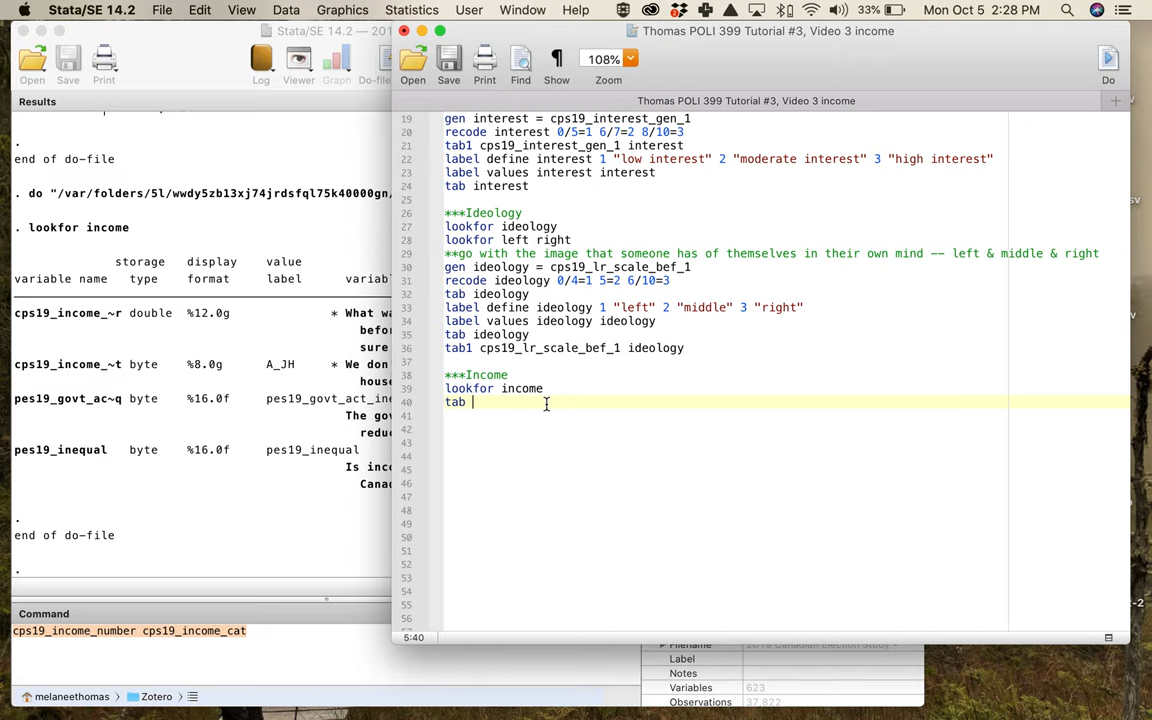 Stata/SE 14.2 File Edit View Data Graphics Statistics User Window Help 33% Mon Oct 5 2:28 PM
Stata/SE 14.2 — 201
Thomas POLI 399 Tutorial #3, Video 3 income
Open Save Print Log Viewer Graph Do-file
Open Save Print Find Show 108% Zoom Do
Results
Thomas POLI 399 Tutorial #3, Video 3 income
.
end of do-file
. do "/var/folders/5l/wwdy5zb13xj74jrdsfql75k40000gn/
. lookfor income
storage display value
variable name type format label variabl
cps19_income_~r double %12.0g * What wa
befor
sure
cps19_income_~t byte %8.0g A_JH * We don
house
pes19_govt_ac~q byte %16.0f pes19_govt_act_ine
The gov
redu
pes19_inequal byte %16.0f pes19_inequal
Is inco
Canad
.
end of do-file
.
Command
cps19_income_number cps19_income_cat
melaneethomas > Zotero >
19 gen interest = cps19_interest_gen_1
20 recode interest 0/5=1 6/7=2 8/10=3
21 tab1 cps19_interest_gen_1 interest
22 label define interest 1 "low interest" 2 "moderate interest" 3 "high interest"
23 label values interest interest
24 tab interest
25
26 ***Ideology
27 lookfor ideology
28 lookfor left right
29 **go with the image that someone has of themselves in their own mind -- left & middle & right
30 gen ideology = cps19_lr_scale_bef_1
31 recode ideology 0/4=1 5=2 6/10=3
32 tab ideology
33 label define ideology 1 "left" 2 "middle" 3 "right"
34 label values ideology ideology
35 tab ideology
36 tab1 cps19_lr_scale_bef_1 ideology
37
38 ***Income
39 lookfor income
40 tab
41
42
43
44
45
46
47
48
49
50
51
52
53
54
55
56
5:40
Label
Notes
Variables 623
Observations 37,822
sv
-2